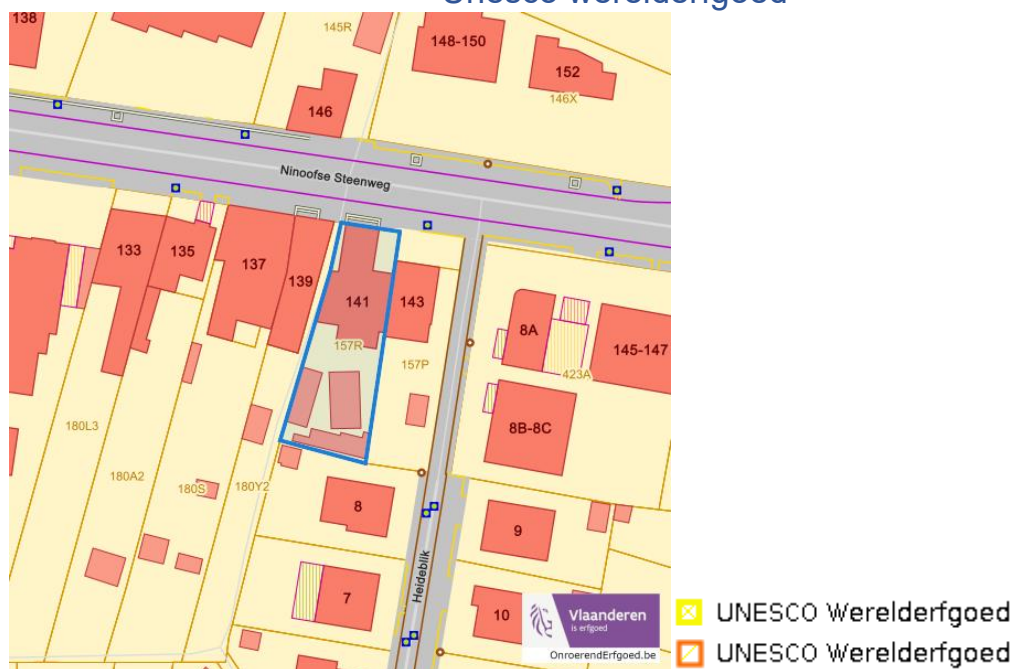 Unesco werelderfgoed
138
145R
148-150
152
146X
146
Ninoofse Steenweg
133
135
137
139
141
143
157R
157P
8A
145-147
423A
8B-8C
180L3
180A2
180S
180Y2
8
9
Heideblik
7
10
Vlaanderen
is erfgoed
OnroerendErfgoed.be
UNESCO Werelderfgoed
UNESCO Werelderfgoed